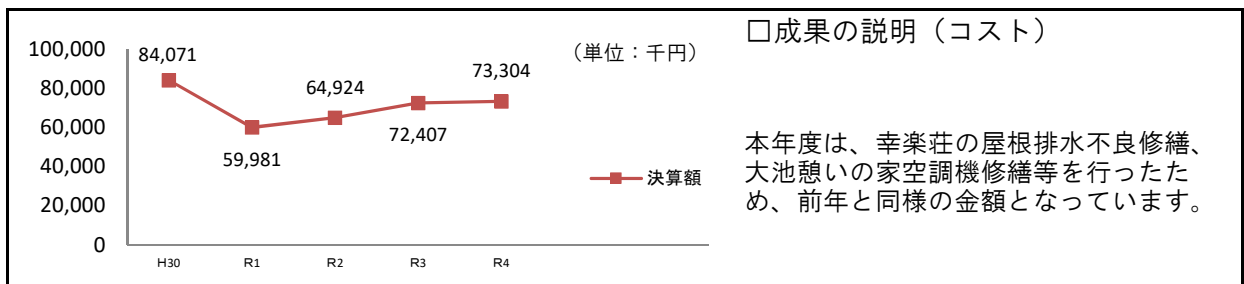 □成果の説明（コスト）
（単位：千円）
100,000
80,000
60,000
40,000
20,000
0
84,071
59,981
64,924
72,407
73,304
決算額
H30
R1
R2
R3
R4
本年度は、幸楽荘の屋根排水不良修繕、
大池憩いの家空調機修繕等を行ったた
め、前年と同様の金額となっています。